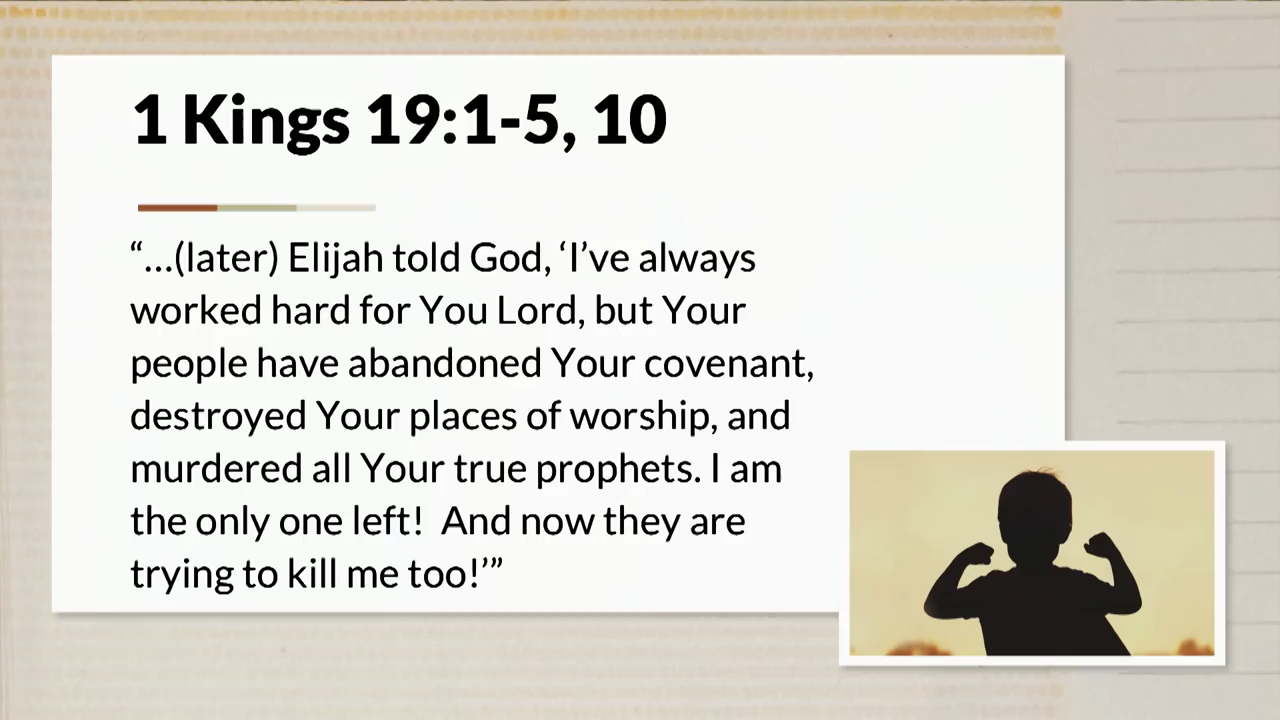 1 Kings 19:1-5, 10
“...(later) Elijah told God, ‘I’ve always
worked hard for You Lord, but Your
people have abandoned Your covenant,
destroyed Your places of worship, and
murdered all Your true prophets. I am
the only one left!  And now they are
trying to kill me too!’”